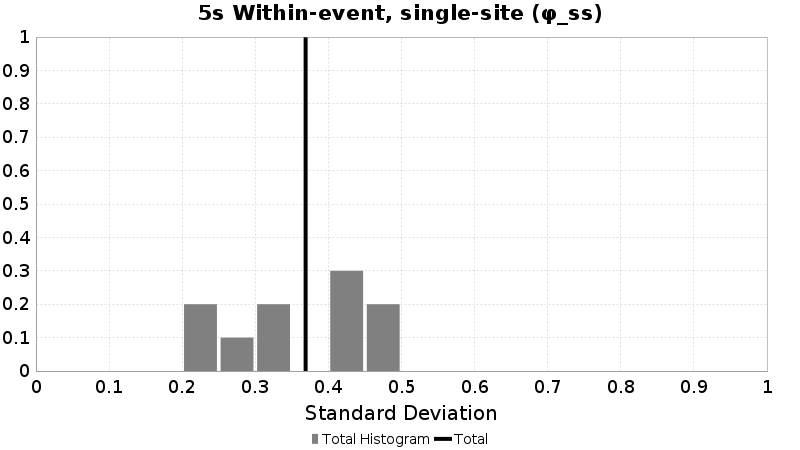 5s Within-event, single-site (φ_ss)
1
0.9
0.8
0.7
0.6
0.5
0.4
0.3
0.2
0.1
0
0 0.1 0.2 0.3 0.4 0.5 0.6 0.7 0.8 0.9 1
Standard Deviation
Total Histogram Total